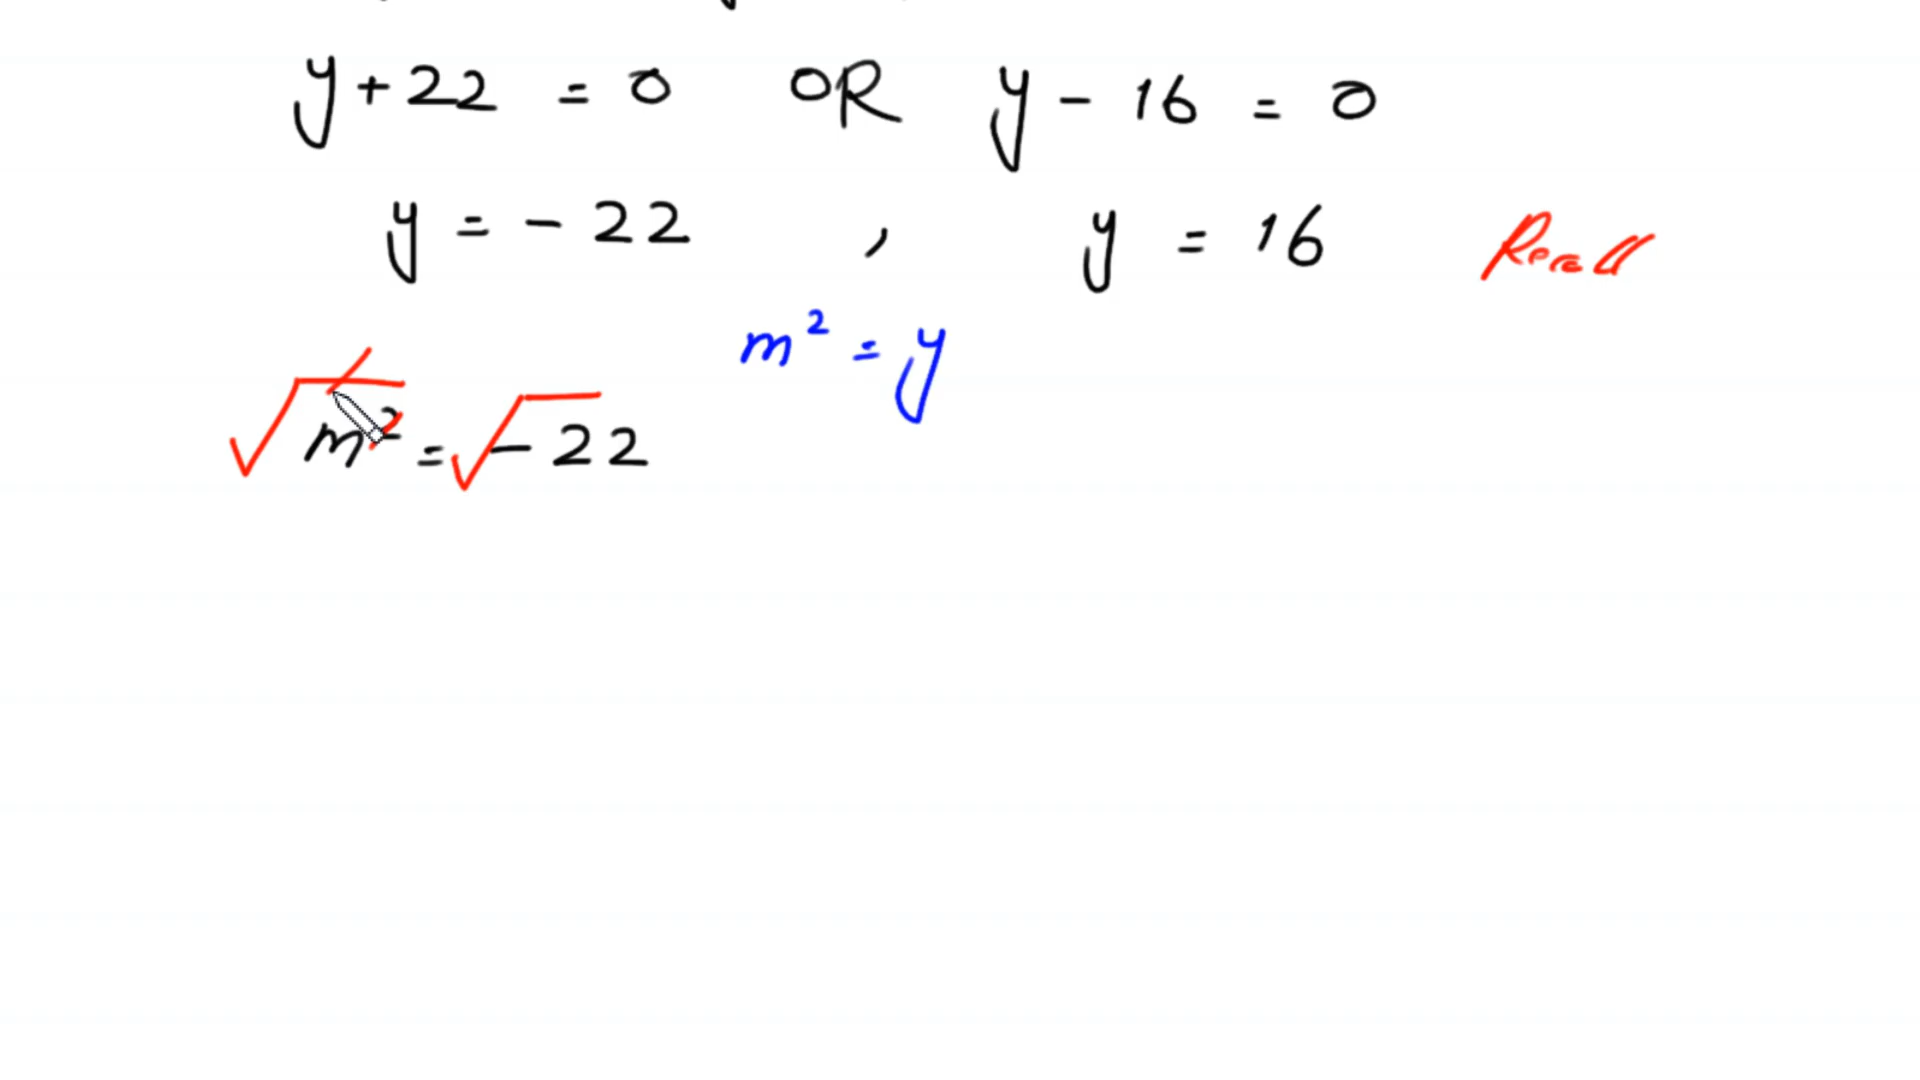 y + 22 = 0 OR y - 16 = 0
y = - 22 , y = 16 Recall
m² = y
√m² = √-22